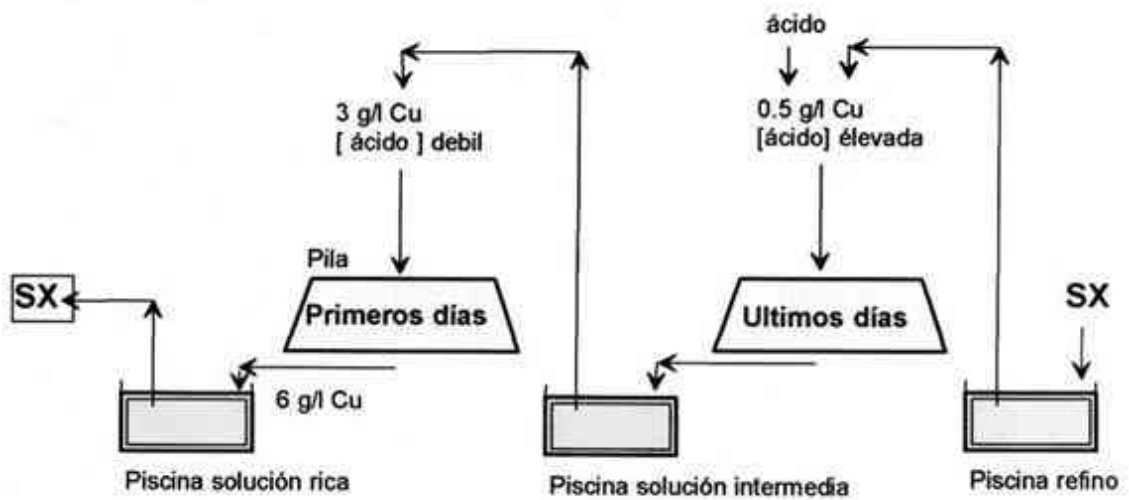 ácido
3 g/l Cu
[ ácido ] debil
0.5 g/l Cu
[ácido] élevada
Pila
SX
Primeros días
Ultimos días
SX
6 g/l Cu
Piscina solución rica
Piscina solución intermedia
Piscina refino